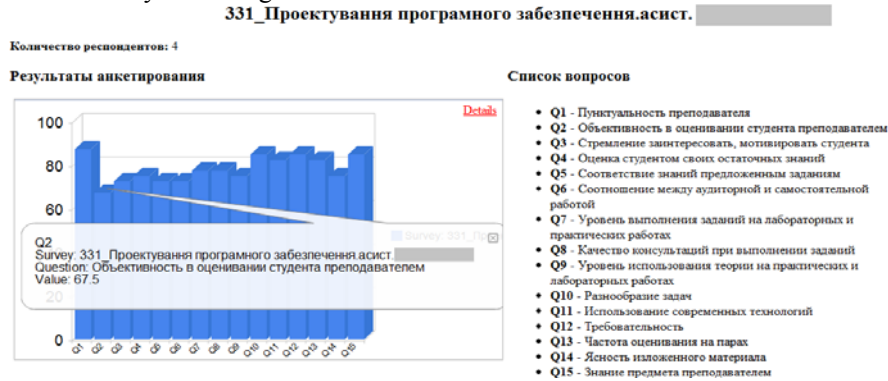 331_Проектування програмного забезпечення.асист.
Количество респондентов: 4
Результаты анкетирования
Details
100
80
60
20
0
Q2
Survey: 331_Проектування програмного забезпечення.асист.
Question: Объективность в оценивании студента преподавателем
Value: 67.5
Survey: 331_Пр
Q1 Q2 Q3 Q4 Q5 Q6 Q7 Q8 Q9 Q10 Q11 Q12 Q13 Q14 Q15
Список вопросов
Q1 - Пунктуальность преподавателя
Q2 - Объективность в оценивании студента преподавателем
Q3 - Стремление заинтересовать, мотивировать студента
Q4 - Оценка студентом своих остаточных знаний
Q5 - Соответствие знаний предложенным заданиям
Q6 - Соотношение между аудиторной и самостоятельной
работой
Q7 - Уровень выполнения заданий на лабораторных и
практических работах
Q8 - Качество консультаций при выполнении заданий
Q9 - Уровень использования теории на практических и
лабораторных работах
Q10 - Разнообразие задач
Q11 - Использование современных технологий
Q12 - Требовательность
Q13 - Частота оценивания на парах
Q14 - Ясность изложенного материала
Q15 - Знание предмета преподавателем